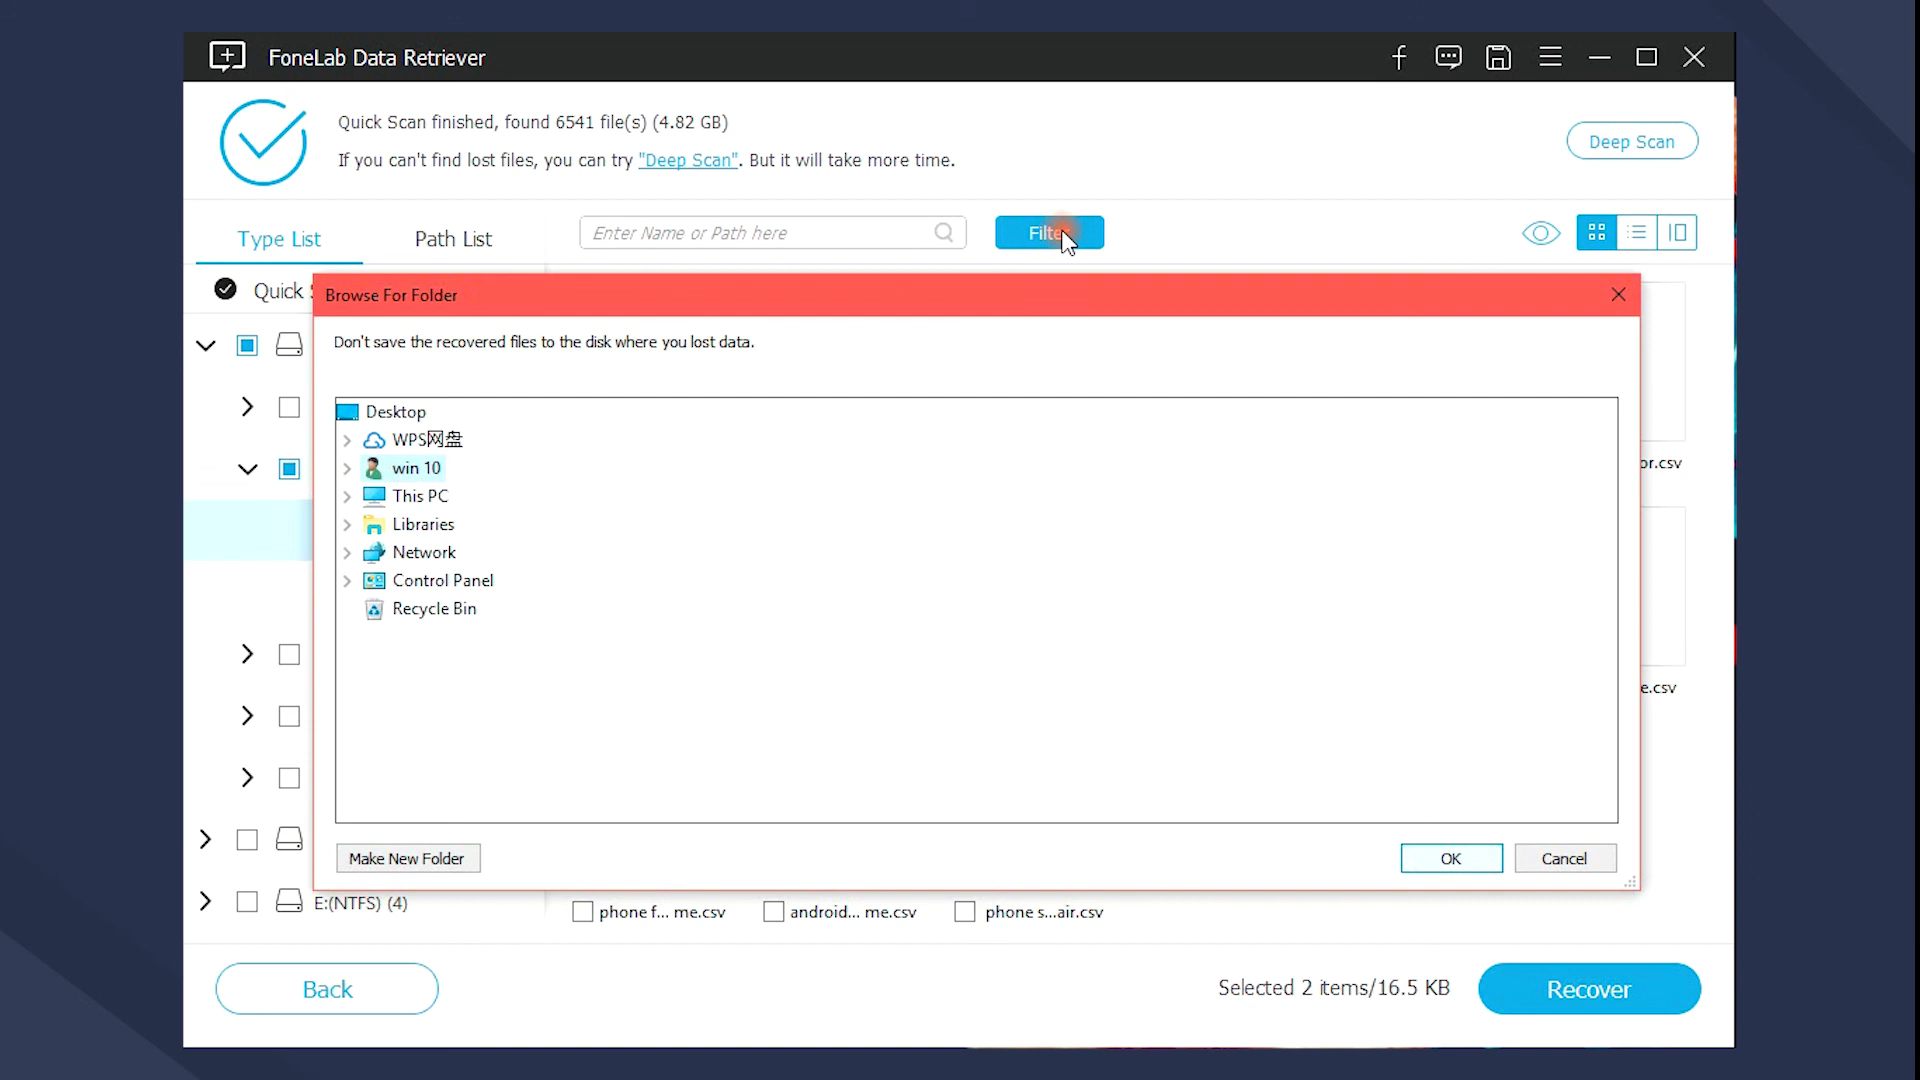 FoneLab Data Retriever
Quick Scan finished, found 6541 file(s) (4.82 GB)
If you can't find lost files, you can try "Deep Scan". But it will take more time.
Deep Scan
Type List
Path List
Enter Name or Path here
Quick
Browse For Folder
Don't save the recovered files to the disk where you lost data.
Desktop
WPS网盘
win 10
This PC
Libraries
Network
Control Panel
Recycle Bin
or.csv
e.csv
Make New Folder
OK
Cancel
E:(NTFS) (4)
phone f... me.csv
android... me.csv
phone s...air.csv
Back
Selected 2 items/16.5 KB
Recover